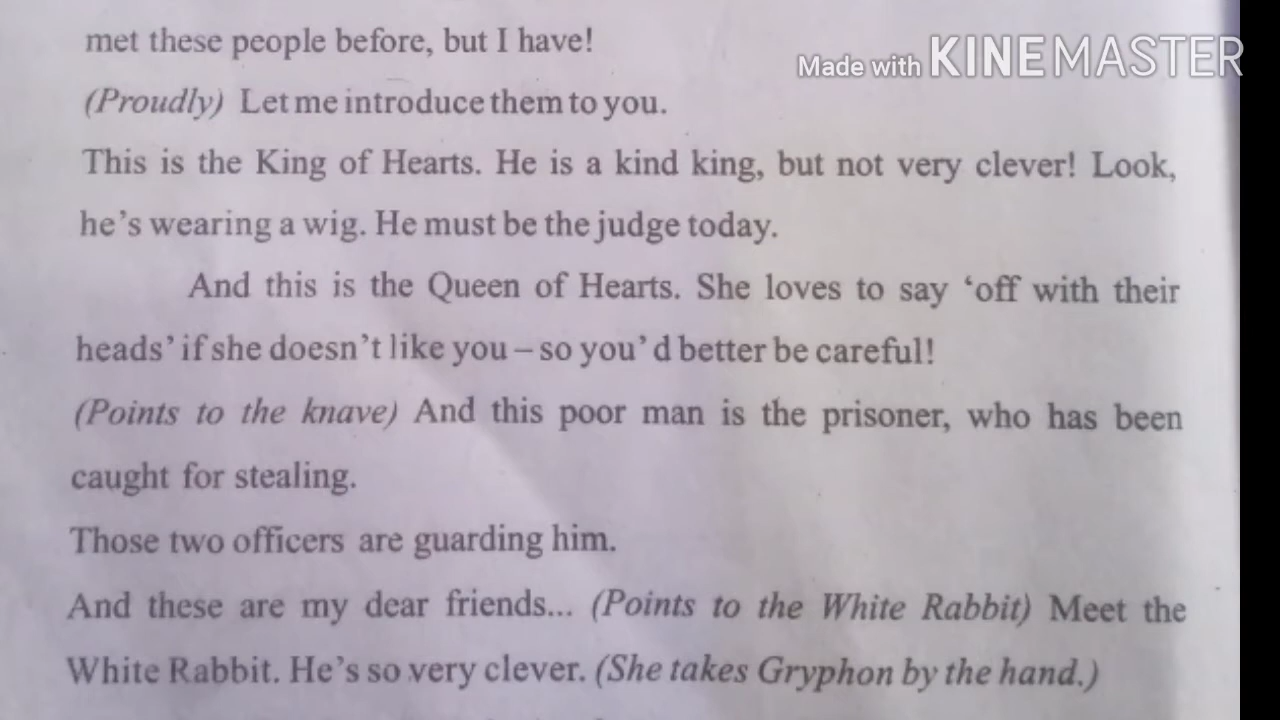 met these people before, but I have!
Made with KINEMASTER
(Proudly) Let me introduce them to you.
This is the King of Hearts. He is a kind king, but not very clever! Look,
he's wearing a wig. He must be the judge today.
And this is the Queen of Hearts. She loves to say ‘off with their
heads’ if she doesn’t like you – so you’d better be careful!
(Points to the knave) And this poor man is the prisoner, who has been
caught for stealing.
Those two officers are guarding him.
And these are my dear friends... (Points to the White Rabbit) Meet the
White Rabbit. He’s so very clever. (She takes Gryphon by the hand.)